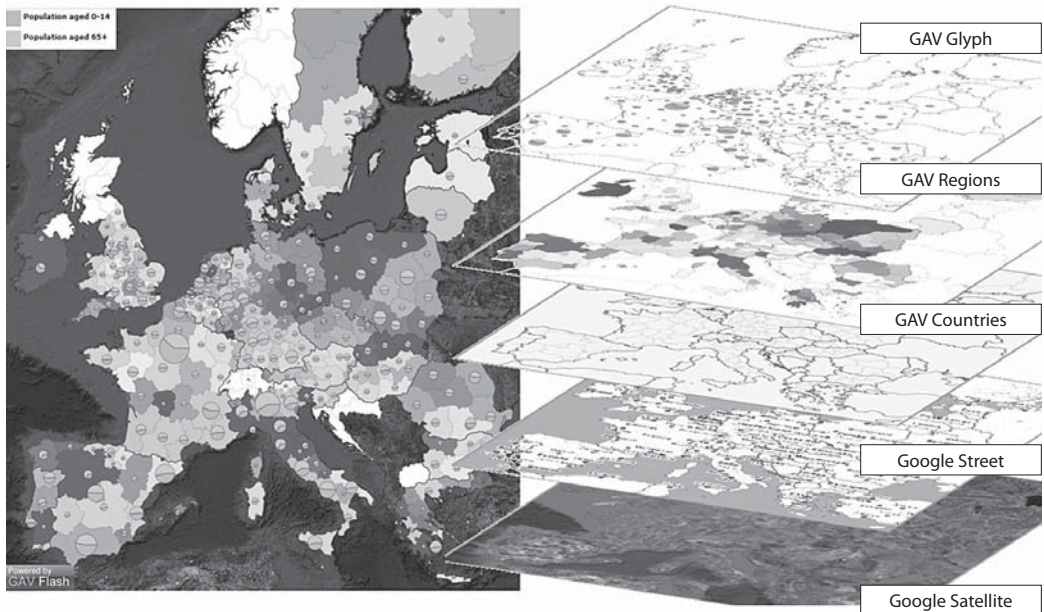 Population aged 0-14
Population aged 65+
GAV Glyph
GAV Regions
GAV Countries
Google Street
Google Satellite
Powered by
GAV Flash